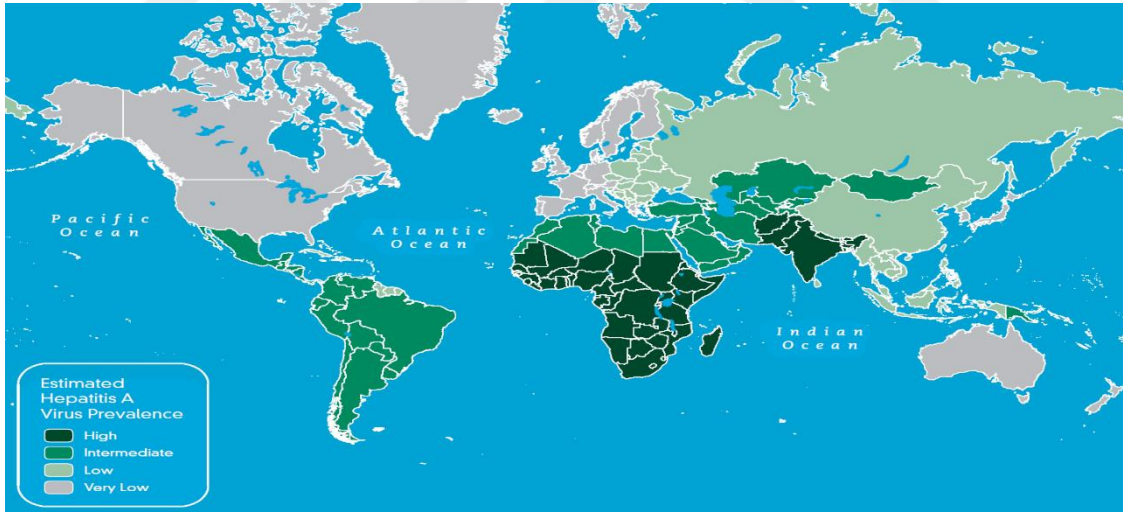 Pacific
Ocean
Atlantic
Ocean
Indian
Ocean
Estimated
Hepatitis A
Virus Prevalence
High
Intermediate
Low
Very Low